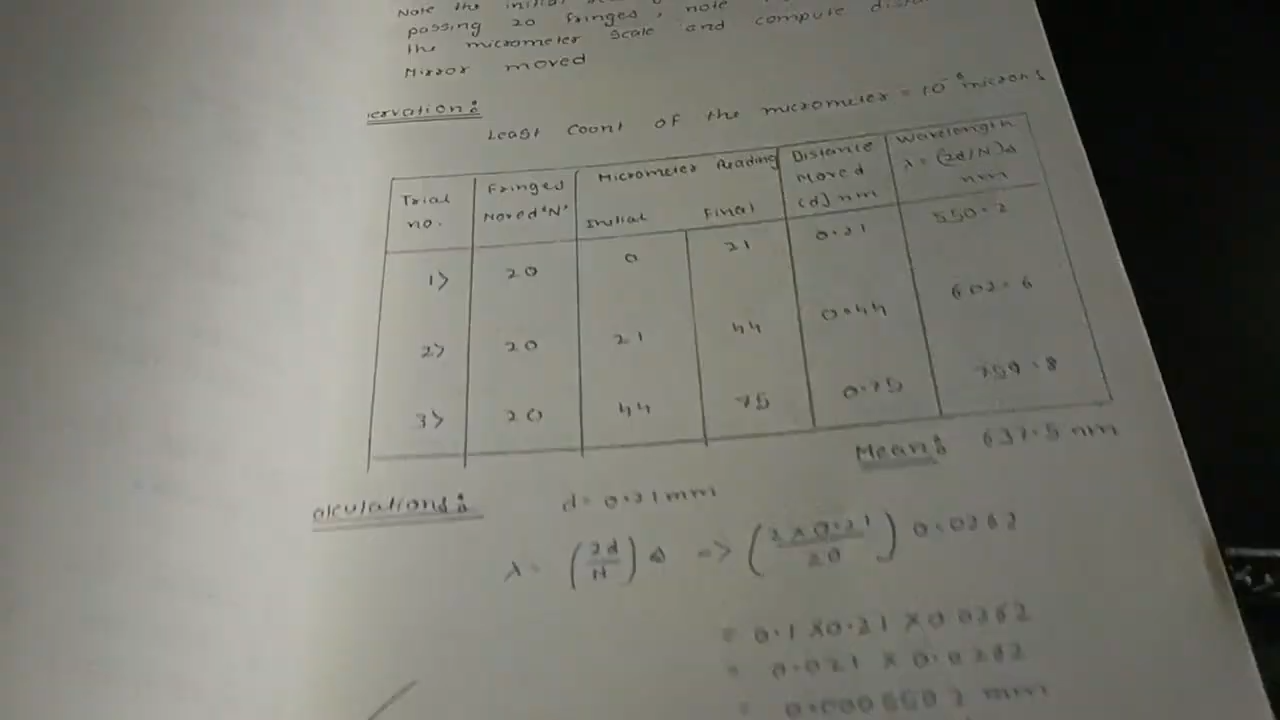 Note the initial
passing 20 fringes, note
the micrometer scale and compute
Mirror moved
ervation:
Least count of the micrometer = 10⁻⁶ microns
Trial no. | Fringes Moved 'N' | Micrometer Reading Initial | Final | Distance Moved (d) nm | Wavelength λ = (2d/N)Δ nm
1) 20 0 21 0.21 550.2
2) 20 21 44 0.44 602.6
3) 20 44 75 0.75 759.8
Mean: 637.5 nm
alculations: d= 0.21mm
λ = (2d/N) Δ => (2×0.21/20) 0.0262
= 0.1 × 0.21 × 0.0262
= 0.021 × 0.0262
= mm